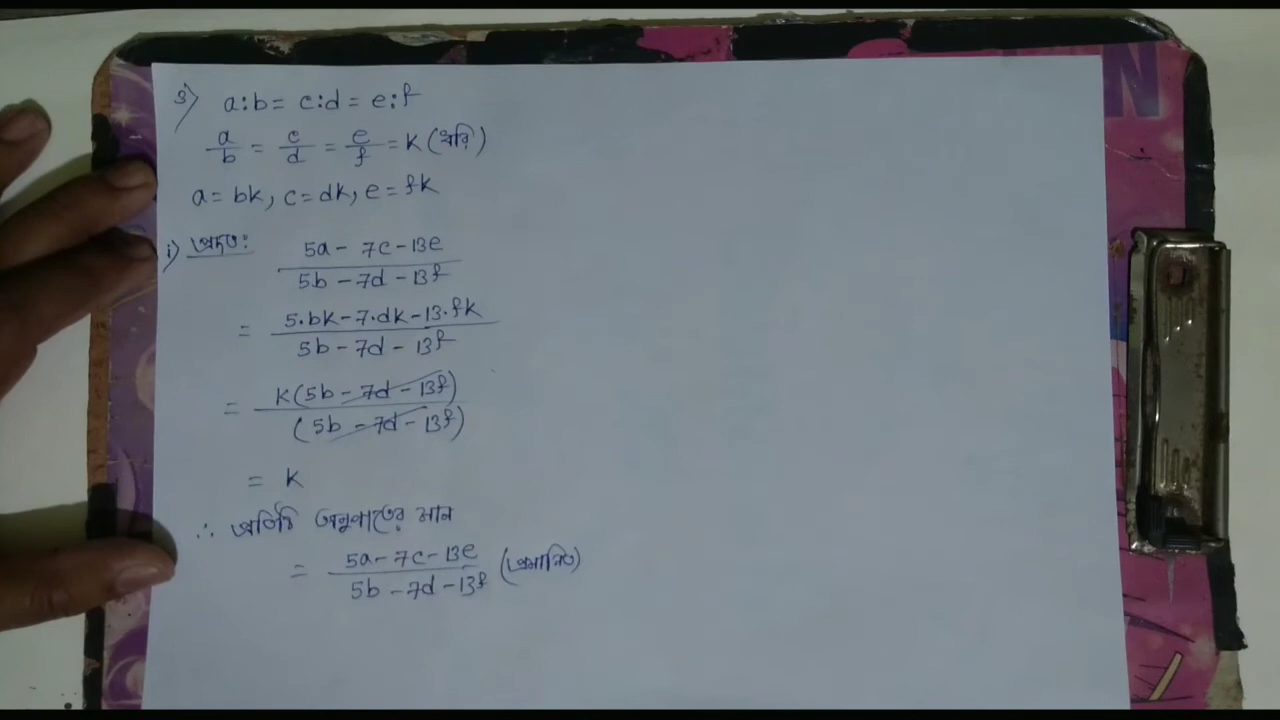 3) a:b = c:d = e:f
a/b = c/d = e/f = K (ধরি)
a = bK, c = dK, e = fK
i) প্রদত্ত: (5a - 7c - 13e)/(5b - 7d - 13f)
= (5·bK - 7·dK - 13·fK)/(5b - 7d - 13f)
= K(5b - 7d - 13f)/(5b - 7d - 13f)
= K
∴ প্রতিটি অনুপাতের মান
= (5a - 7c - 13e)/(5b - 7d - 13f) (প্রমানিত)
N